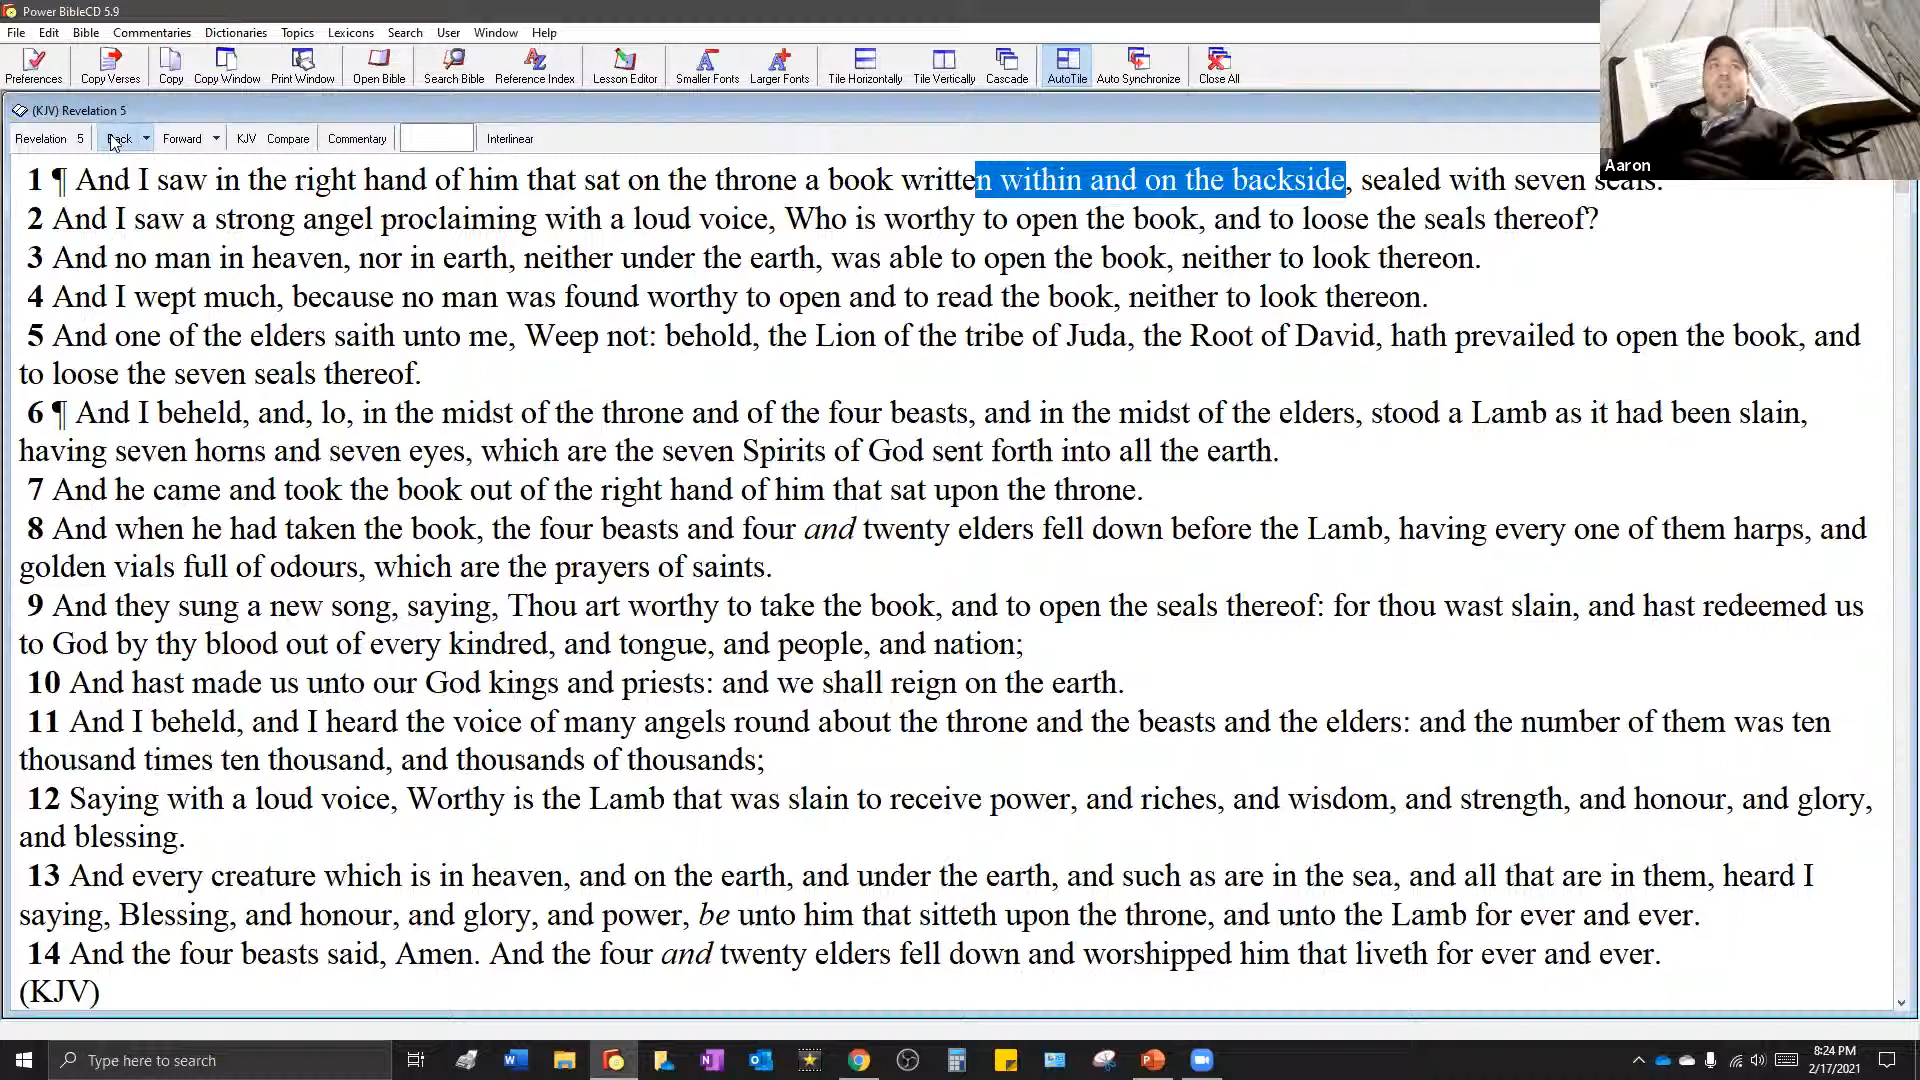 Power BibleCD 5.9
File Edit Bible Commentaries Dictionaries Topics Lexicons Search User Window Help
Preferences Copy Verses Copy Copy Window Print Window Open Bible Search Bible Reference Index Lesson Editor Smaller Fonts Larger Fonts Tile Horizontally Tile Vertically Cascade AutoTile Auto Synchronize Close All
(KJV) Revelation 5
Revelation 5 Back Forward KJV Compare Commentary Interlinear
Aaron
1 ¶ And I saw in the right hand of him that sat on the throne a book written within and on the backside, sealed with seven seals.
2 And I saw a strong angel proclaiming with a loud voice, Who is worthy to open the book, and to loose the seals thereof?
3 And no man in heaven, nor in earth, neither under the earth, was able to open the book, neither to look thereon.
4 And I wept much, because no man was found worthy to open and to read the book, neither to look thereon.
5 And one of the elders saith unto me, Weep not: behold, the Lion of the tribe of Juda, the Root of David, hath prevailed to open the book, and
to loose the seven seals thereof.
6 ¶ And I beheld, and, lo, in the midst of the throne and of the four beasts, and in the midst of the elders, stood a Lamb as it had been slain,
having seven horns and seven eyes, which are the seven Spirits of God sent forth into all the earth.
7 And he came and took the book out of the right hand of him that sat upon the throne.
8 And when he had taken the book, the four beasts and four and twenty elders fell down before the Lamb, having every one of them harps, and
golden vials full of odours, which are the prayers of saints.
9 And they sung a new song, saying, Thou art worthy to take the book, and to open the seals thereof: for thou wast slain, and hast redeemed us
to God by thy blood out of every kindred, and tongue, and people, and nation;
10 And hast made us unto our God kings and priests: and we shall reign on the earth.
11 And I beheld, and I heard the voice of many angels round about the throne and the beasts and the elders: and the number of them was ten
thousand times ten thousand, and thousands of thousands;
12 Saying with a loud voice, Worthy is the Lamb that was slain to receive power, and riches, and wisdom, and strength, and honour, and glory,
and blessing.
13 And every creature which is in heaven, and on the earth, and under the earth, and such as are in the sea, and all that are in them, heard I
saying, Blessing, and honour, and glory, and power, be unto him that sitteth upon the throne, and unto the Lamb for ever and ever.
14 And the four beasts said, Amen. And the four and twenty elders fell down and worshipped him that liveth for ever and ever.
(KJV)
Type here to search
8:24 PM
2/17/2021